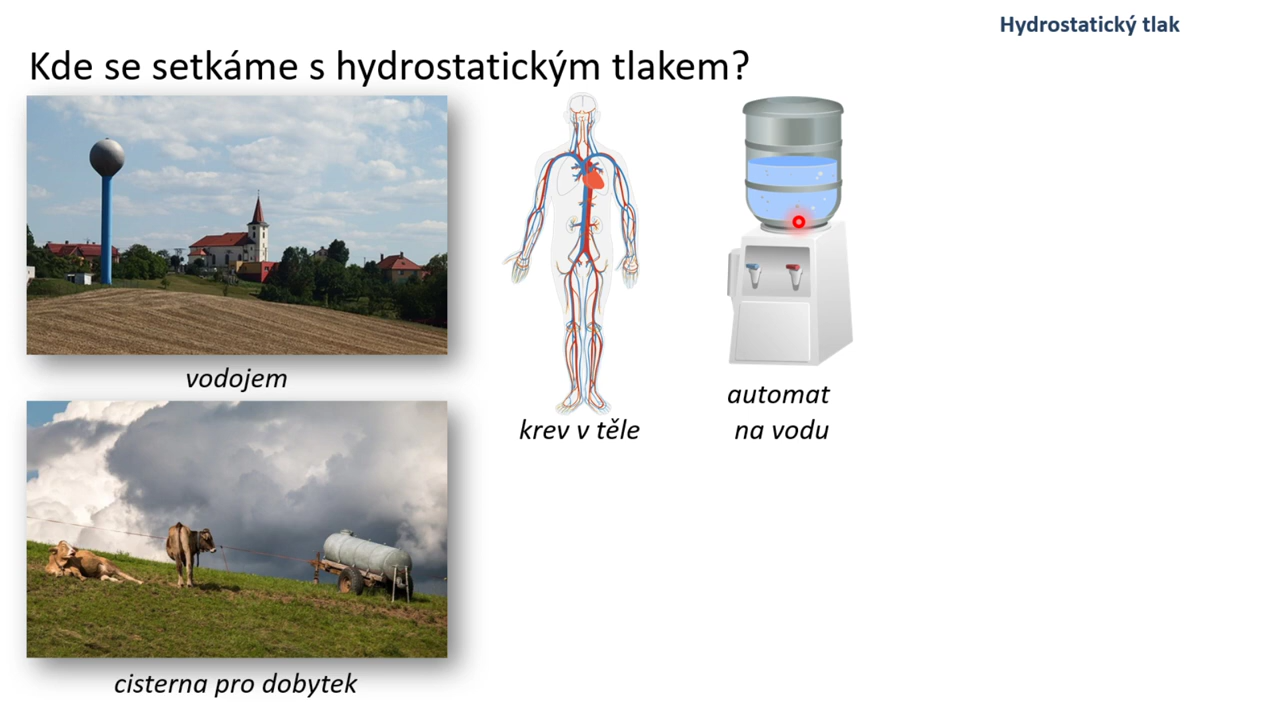 Hydrostatický tlak
Kde se setkáme s hydrostatickým tlakem?
vodojem
krev v těle
automat
na vodu
cisterna pro dobytek